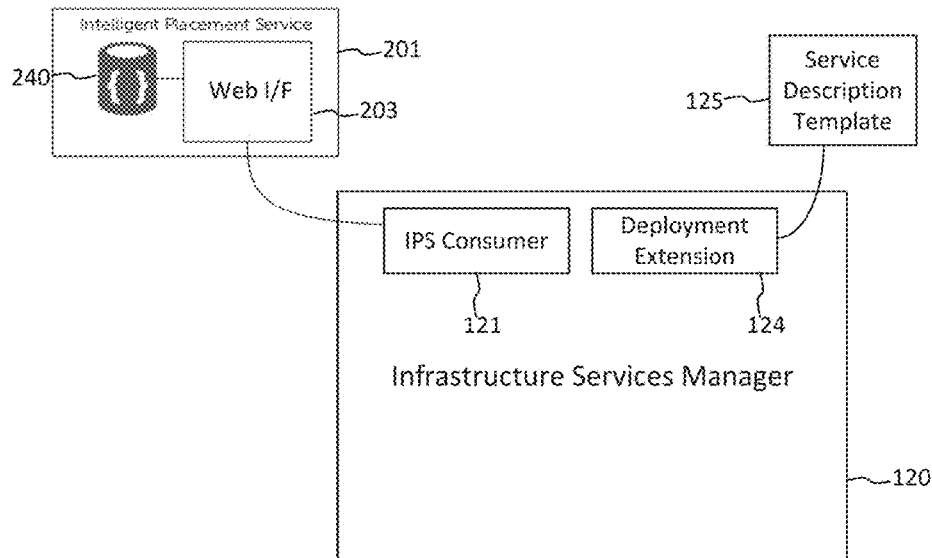 Intelligent Placement Service
201
240
Web I/F
203
Service
Description
Template
125
IPS Consumer
Deployment
Extension
121
124
Infrastructure Services Manager
120